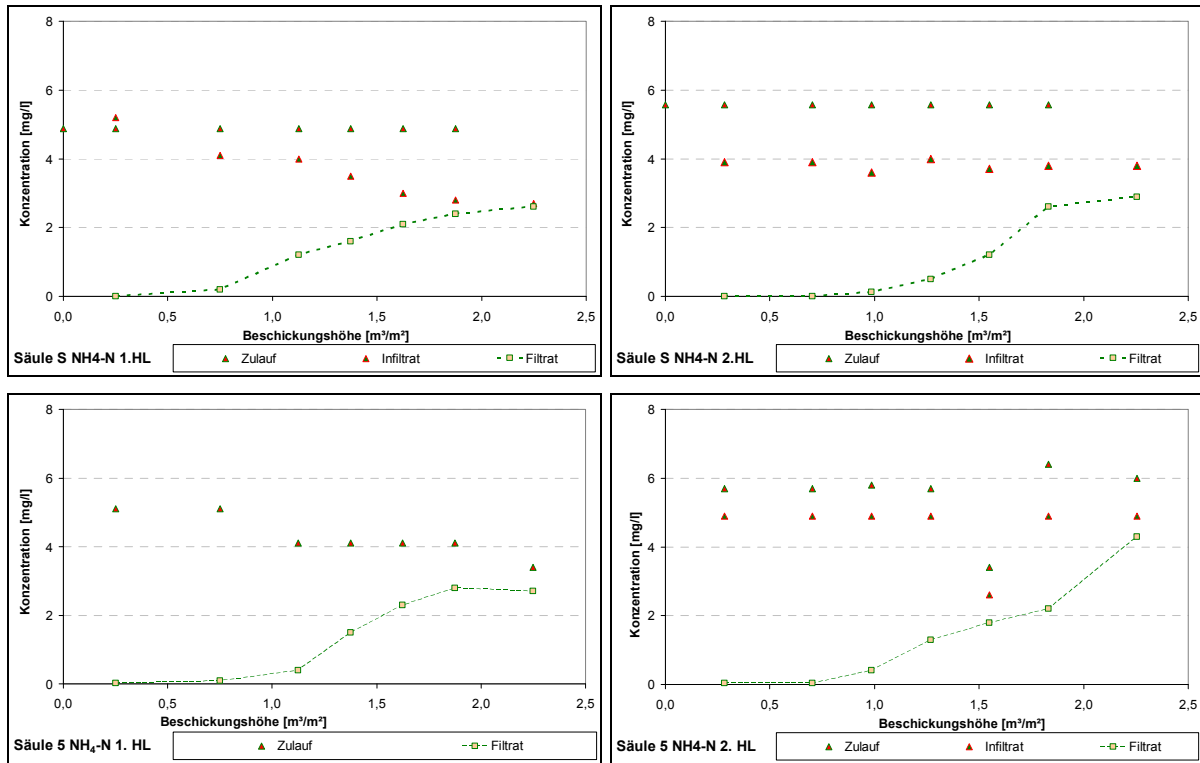 8
6
4
2
0
Konzentration [mg/l]
0,0 0,5 1,0 1,5 2,0 2,5
Beschickungshöhe [m³/m²]
Säule S NH4-N 1.HL Zulauf Infiltrat Filtrat
8
6
4
2
0
Konzentration [mg/l]
0,0 0,5 1,0 1,5 2,0 2,5
Beschickungshöhe [m³/m²]
Säule S NH4-N 2.HL Zulauf Infiltrat Filtrat
8
6
4
2
0
Konzentration [mg/l]
0,0 0,5 1,0 1,5 2,0 2,5
Beschickungshöhe [m³/m²]
Säule 5 NH₄-N 1. HL Zulauf Filtrat
8
6
4
2
0
Konzentration [mg/l]
0,0 0,5 1,0 1,5 2,0 2,5
Beschickungshöhe [m³/m²]
Säule 5 NH4-N 2. HL Zulauf Infiltrat Filtrat